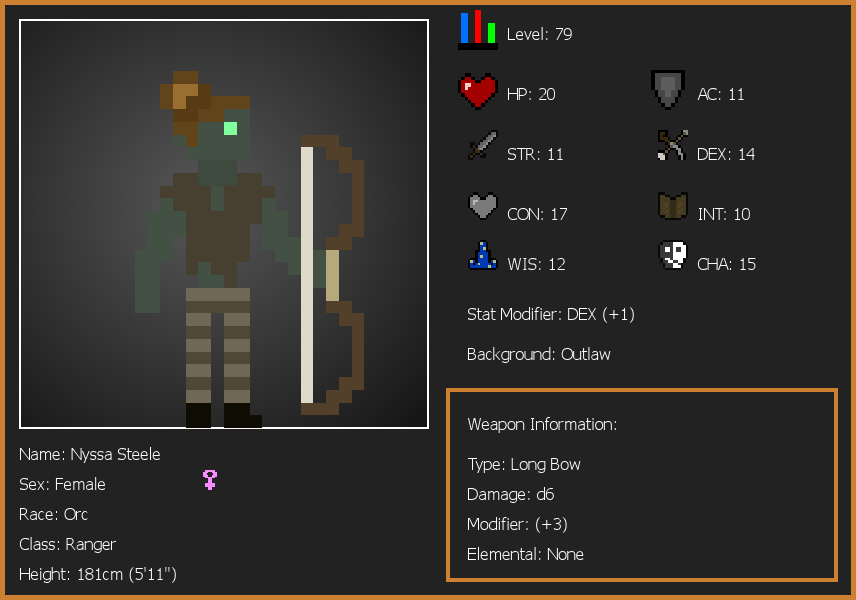 Level: 79
HP: 20
AC: 11
STR: 11
DEX: 14
CON: 17
INT: 10
WIS: 12
CHA: 15
Stat Modifier: DEX (+1)
Background: Outlaw
Weapon Information:
Type: Long Bow
Damage: d6
Modifier: (+3)
Elemental: None
Name: Nyssa Steele
Sex: Female
Race: Orc
Class: Ranger
Height: 181cm (5'11")